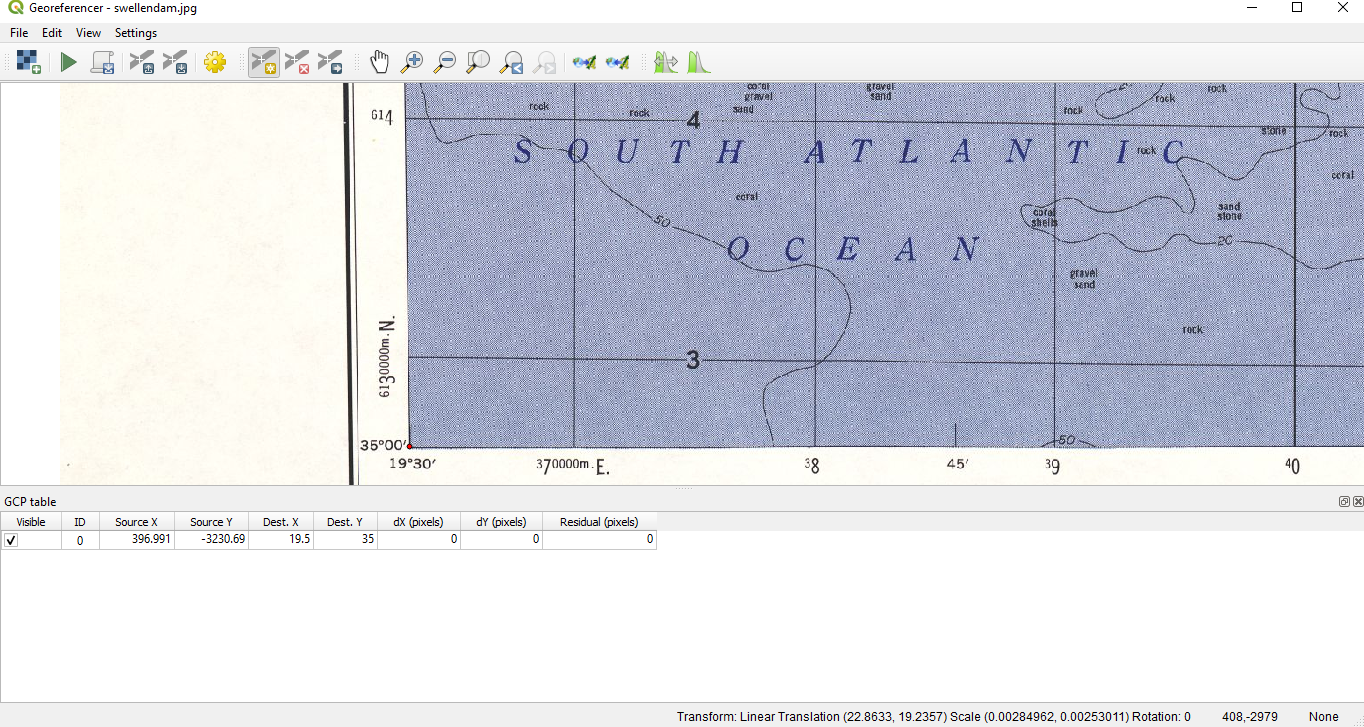 Georeferencer - swellendam.jpg
File Edit View Settings
coral gravel sand
gravel sand
rock
rock
rock
rock
rock
614
4
stone
rock
SOUTH ATLANTIC
rock
coral
coral
50
coral shells
sand stone
20
OCEAN
gravel sand
rock
6130000m.N.
3
35°00′
50
19°30′
370000m.E.
38
45′
39
40
GCP table
Visible ID Source X Source Y Dest. X Dest. Y dX (pixels) dY (pixels) Residual (pixels)
0 396.991 -3230.69 19.5 35 0 0 0
Transform: Linear Translation (22.8633, 19.2357) Scale (0.00284962, 0.00253011) Rotation: 0 408,-2979 None